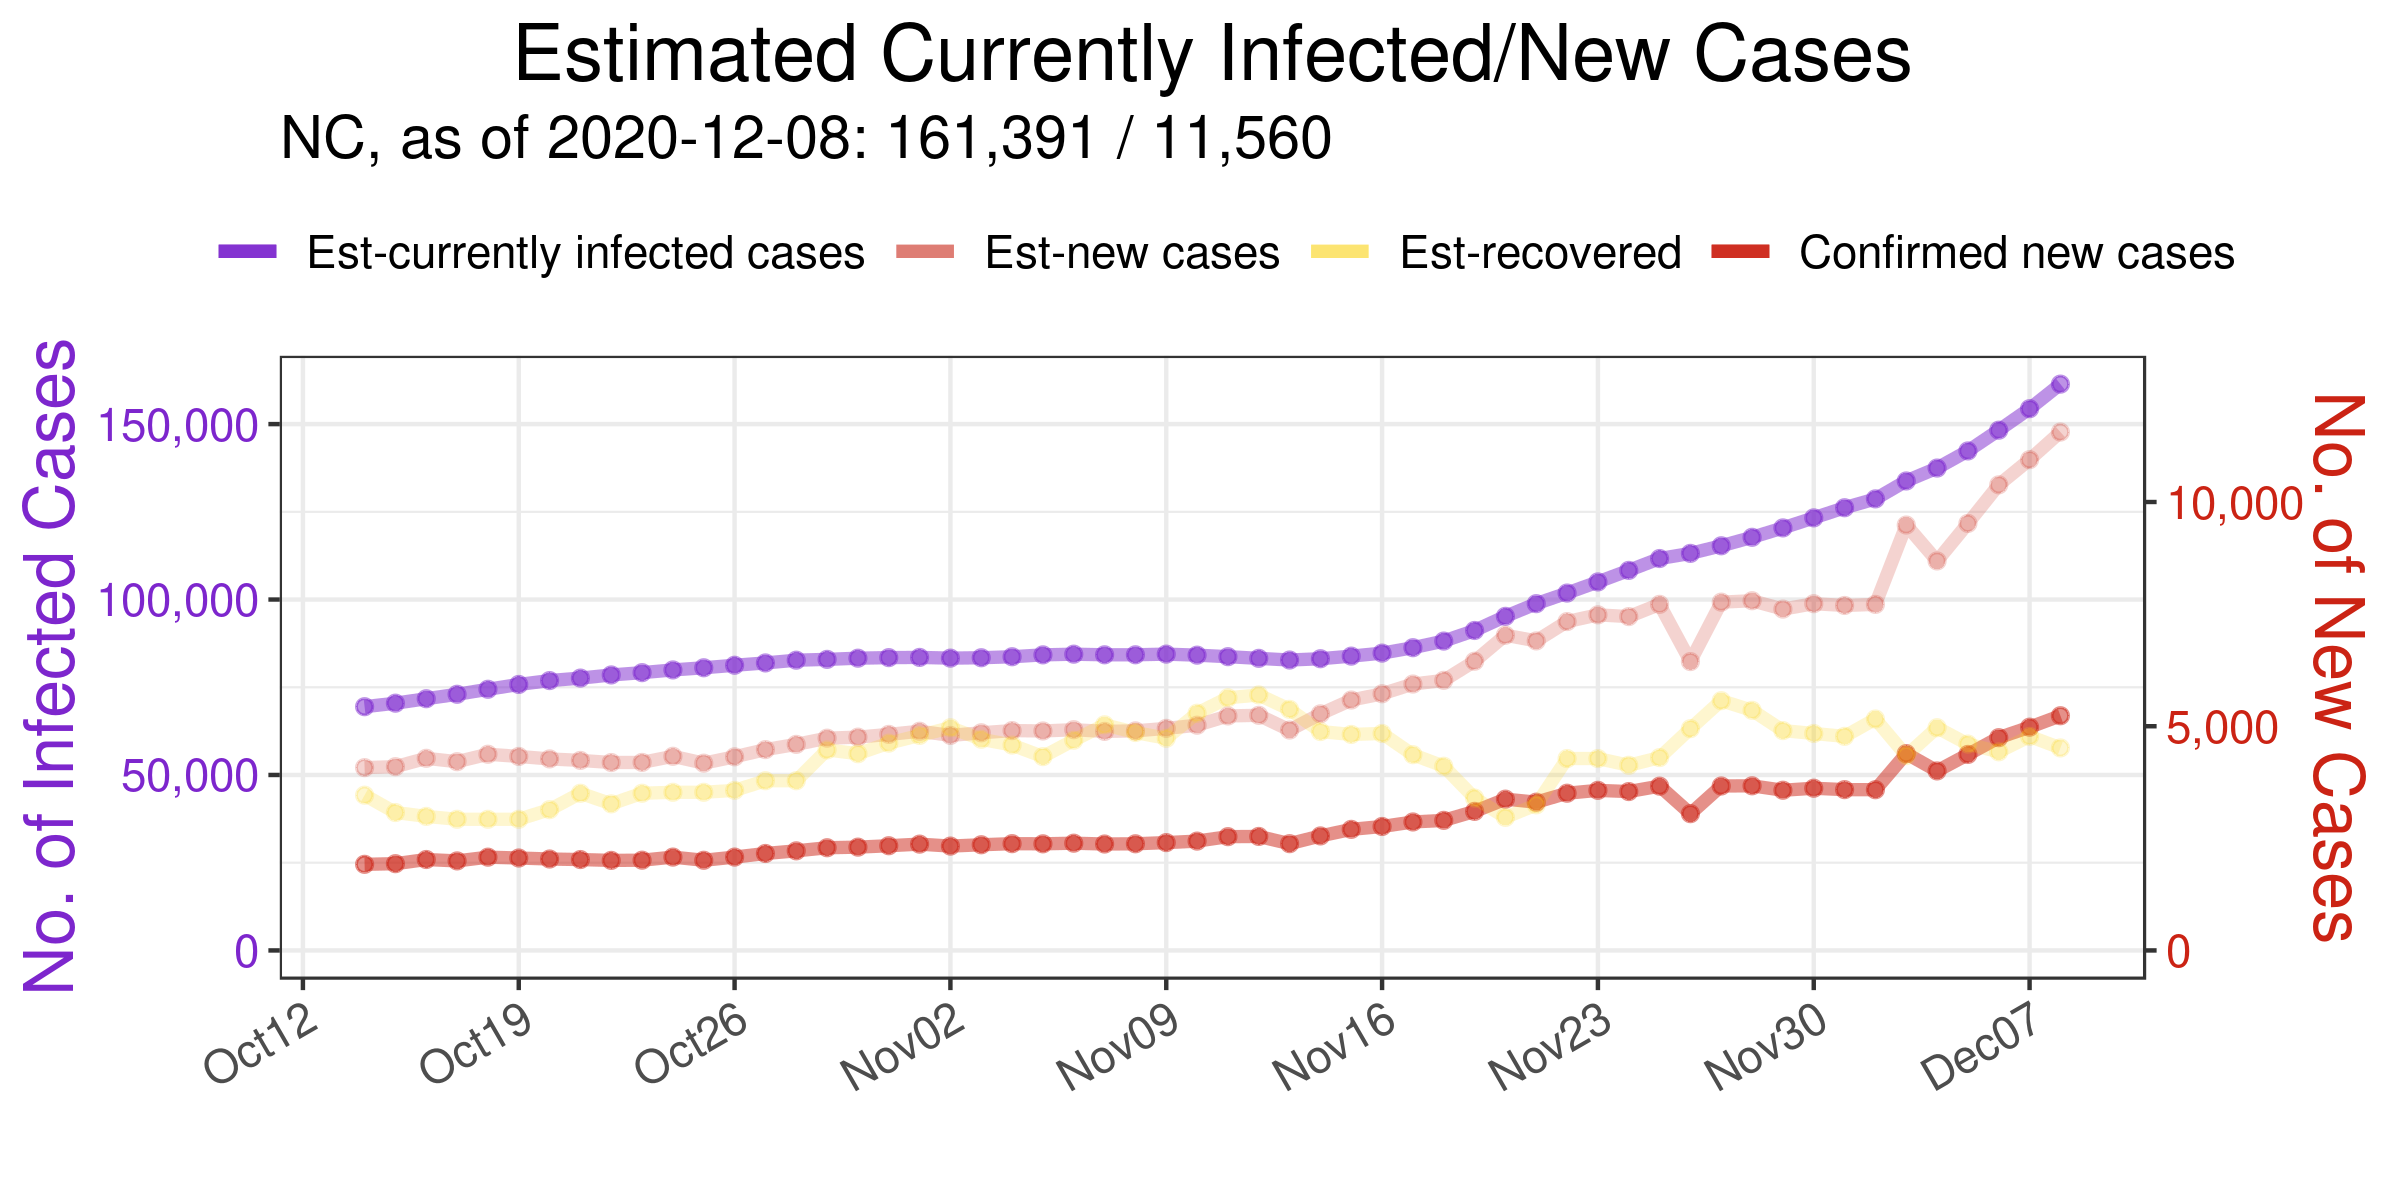 Estimated Currently Infected/New Cases
NC, as of 2020-12-08: 161,391 / 11,560
Est-currently infected cases Est-new cases Est-recovered Confirmed new cases
No. of Infected Cases
150,000
100,000
50,000
0
10,000
5,000
0
No. of New Cases
Oct12 Oct19 Oct26 Nov02 Nov09 Nov16 Nov23 Nov30 Dec07